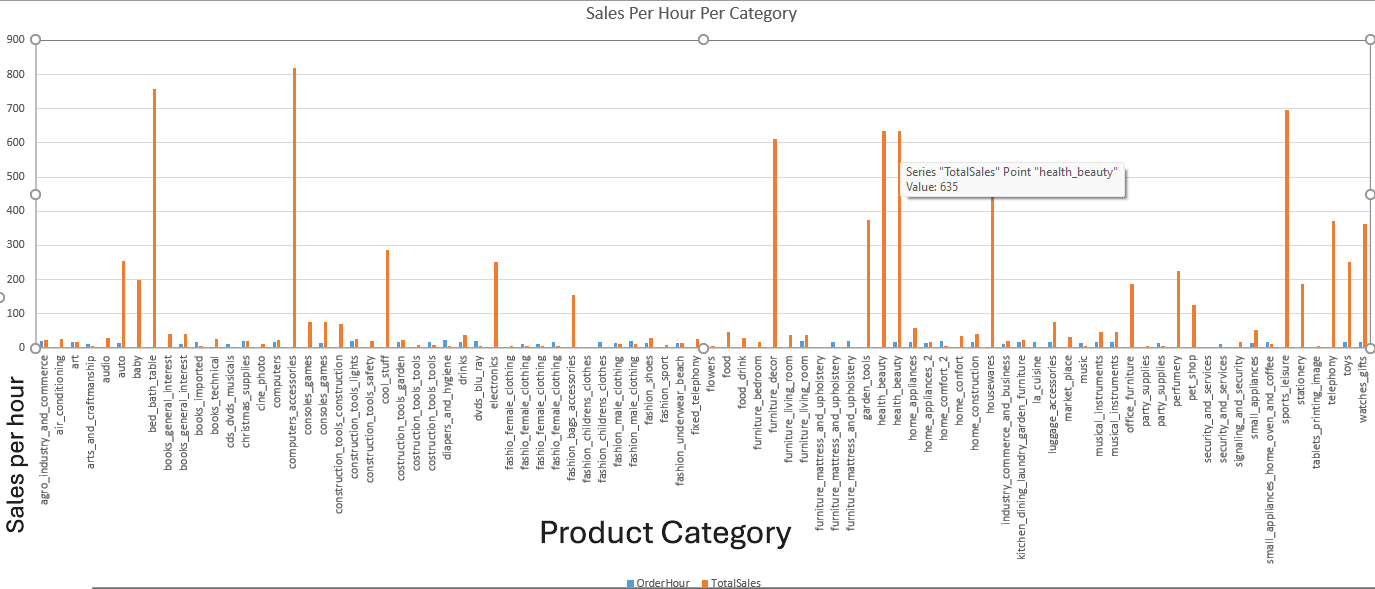 Sales Per Hour Per Category
900
800
700
600
500
400
300
200
100
0
Sales per hour
Series "TotalSales" Point "health_beauty"
Value: 635
agro_industry_and_commerce
air_conditioning
art
arts_and_craftmanship
audio
auto
baby
bed_bath_table
books_general_interest
books_general_interest
books_imported
books_technical
cds_dvds_musicals
christmas_supplies
cine_photo
computers
computers_accessories
consoles_games
consoles_games
construction_tools_construction
construction_tools_lights
construction_tools_safety
cool_stuff
costruction_tools_garden
costruction_tools_tools
costruction_tools_tools
diapers_and_hygiene
drinks
dvds_blu_ray
electronics
fashio_female_clothing
fashio_female_clothing
fashio_female_clothing
fashio_female_clothing
fashion_bags_accessories
fashion_childrens_clothes
fashion_childrens_clothes
fashion_male_clothing
fashion_male_clothing
fashion_shoes
fashion_sport
fashion_underwear_beach
fixed_telephony
flowers
food
food_drink
furniture_bedroom
furniture_decor
furniture_living_room
furniture_living_room
furniture_mattress_and_upholstery
furniture_mattress_and_upholstery
furniture_mattress_and_upholstery
garden_tools
health_beauty
health_beauty
home_appliances
home_appliances_2
home_comfort_2
home_confort
home_construction
housewares
industry_commerce_and_business
kitchen_dining_laundry_garden_furniture
la_cuisine
luggage_accessories
market_place
music
musical_instruments
musical_instruments
office_furniture
party_supplies
party_supplies
perfumery
pet_shop
security_and_services
security_and_services
signaling_and_security
small_appliances
small_appliances_home_oven_and_coffee
sports_leisure
stationery
tablets_printing_image
telephony
toys
watches_gifts
Product Category
OrderHour
TotalSales